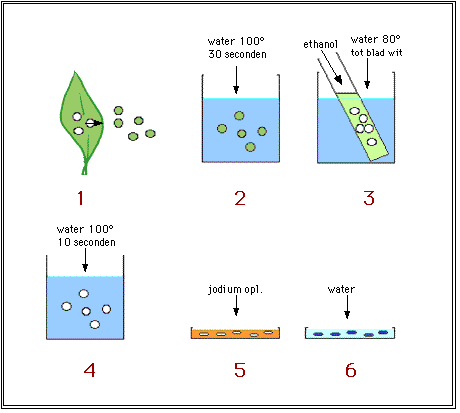 1
water 100°
30 seconden
2
ethanol
water 80°
tot blad wit
3
water 100°
10 seconden
4
jodium opl.
5
water
6